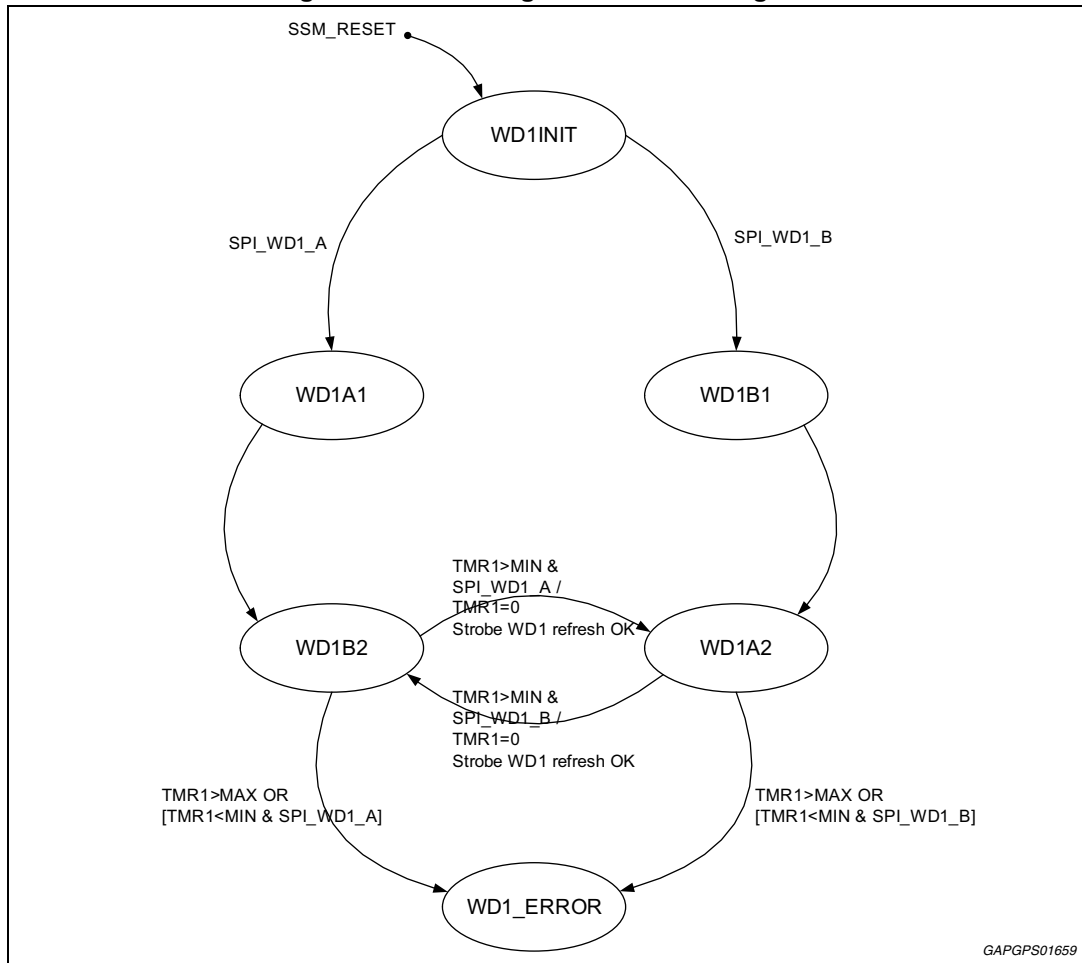 SSM_RESET
WD1INIT
SPI_WD1_A
SPI_WD1_B
WD1A1
WD1B1
TMR1>MIN &
SPI_WD1_A /
TMR1=0
Strobe WD1 refresh OK
WD1B2
WD1A2
TMR1>MIN &
SPI_WD1_B /
TMR1=0
Strobe WD1 refresh OK
TMR1>MAX OR
[TMR1<MIN & SPI_WD1_A]
TMR1>MAX OR
[TMR1<MIN & SPI_WD1_B]
WD1_ERROR
GAPGPS01659